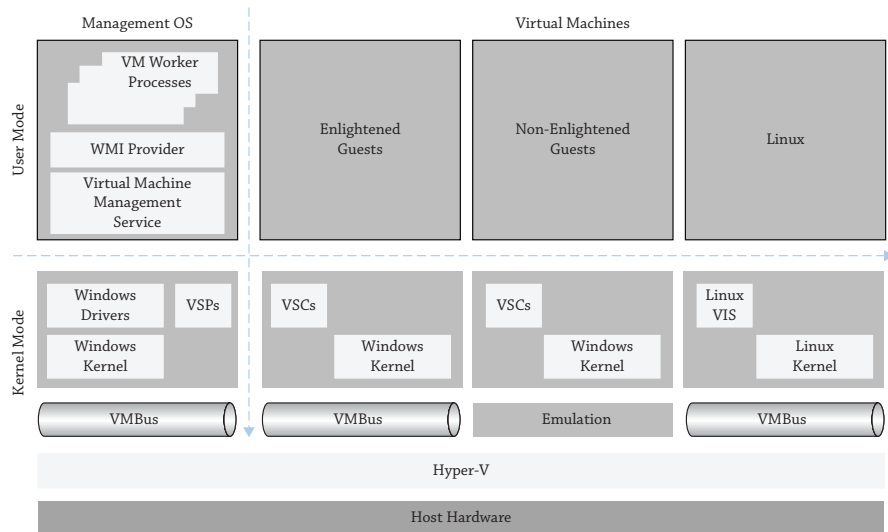 Management OS
Virtual Machines
User Mode
VM Worker
Processes
WMI Provider
Virtual Machine
Management
Service
Enlightened
Guests
Non-Enlightened
Guests
Linux
Kernel Mode
Windows
Drivers
VSPs
Windows
Kernel
VSCs
Windows
Kernel
VSCs
Windows
Kernel
Linux
VIS
Linux
Kernel
VMBus
VMBus
Emulation
VMBus
Hyper-V
Host Hardware